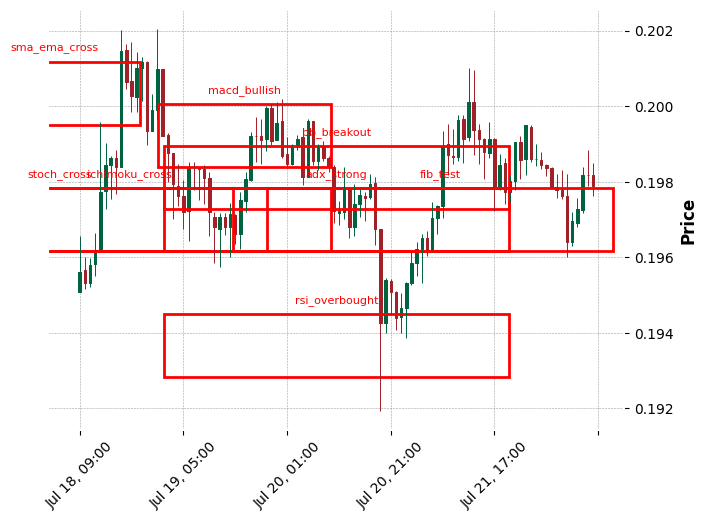 sma_ema_cross
macd_bullish
bb_breakout
stoch_cross
ichimoku_cross
adx_strong
fib_test
rsi_overbought
0.202
0.200
0.198
0.196
0.194
0.192
Price
Jul 18, 09:00
Jul 19, 05:00
Jul 20, 01:00
Jul 20, 21:00
Jul 21, 17:00